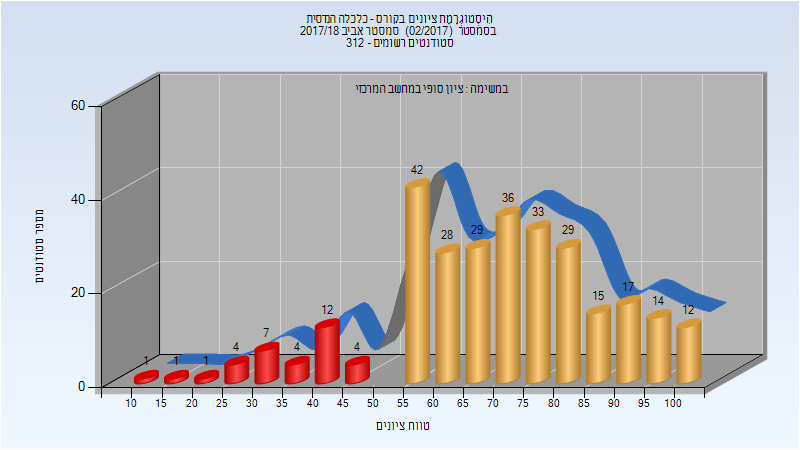 היסטוגרמת ציונים בקורס - כלכלה הנדסית
בסמסטר (02/2017) סמסטר אביב 2017/18
סטודנטים רשומים - 312
במשימה : ציון סופי במחשב המרכזי
60
40
20
0
מספר סטודנטים
1 1 1 4 7 4 12 4 42 28 29 36 33 29 15 17 14 12
10 15 20 25 30 35 40 45 50 55 60 65 70 75 80 85 90 95 100
טווח ציונים